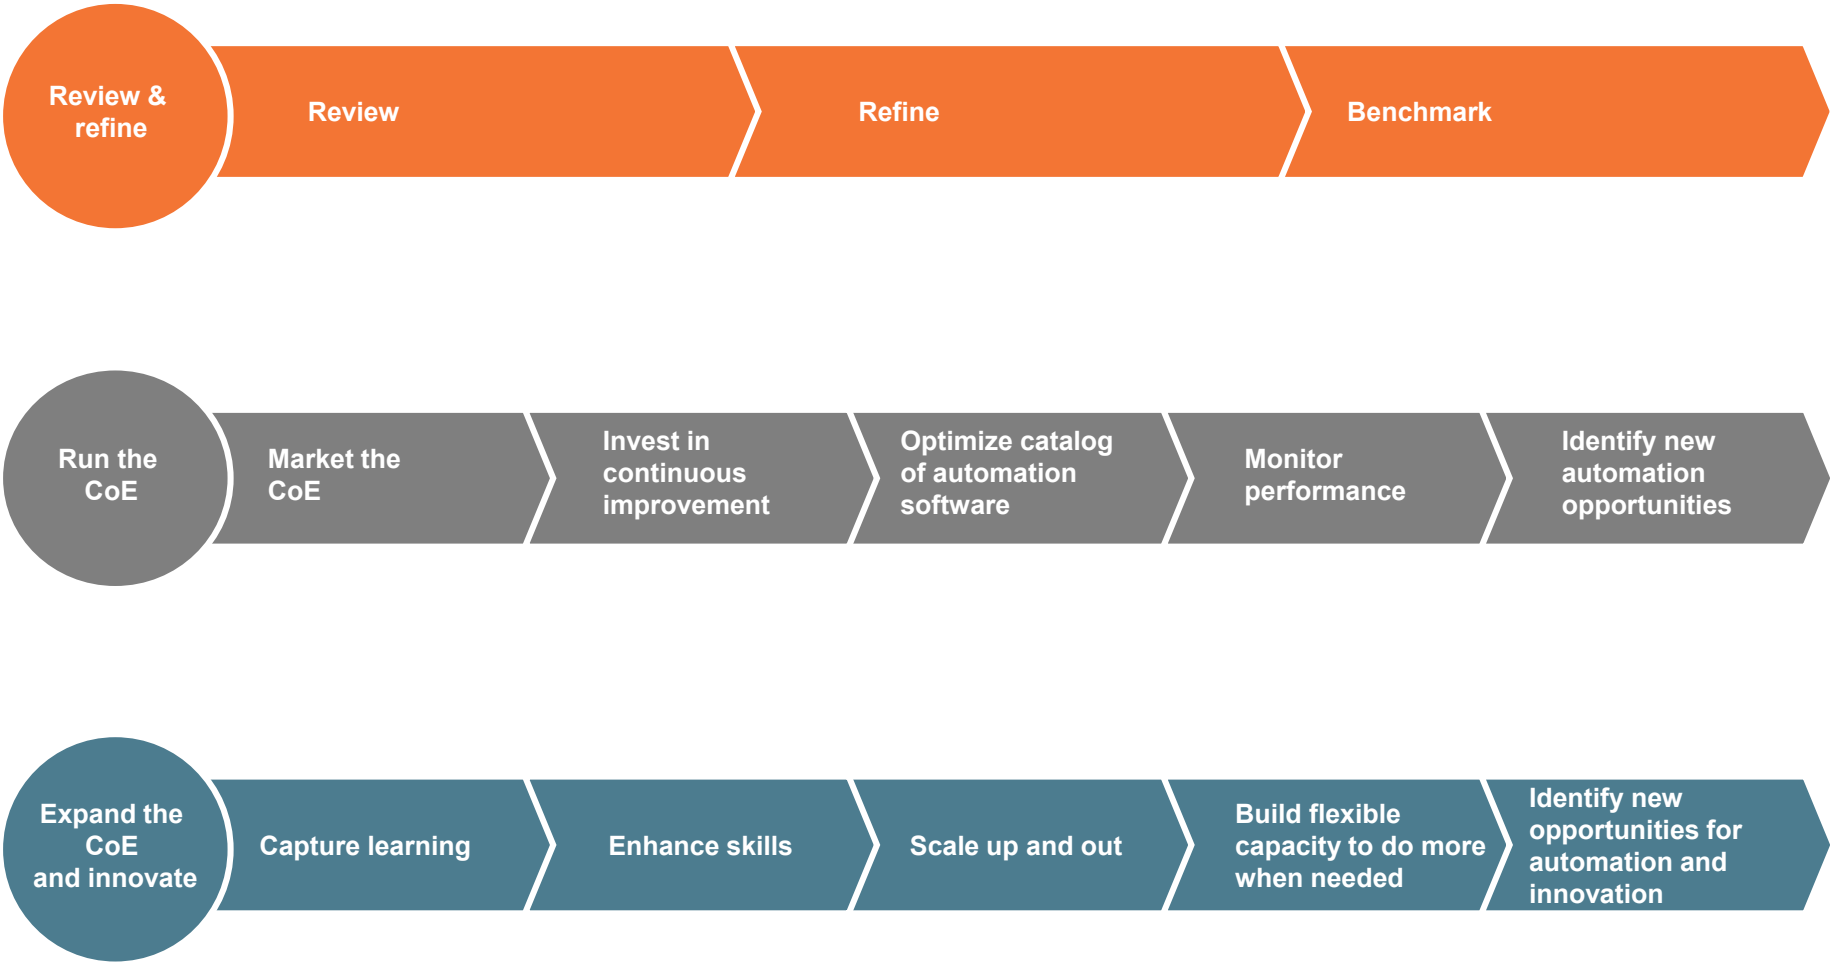 Review &
refine
Review
Refine
Benchmark
Run the
CoE
Market the
CoE
Invest in
continuous
improvement
Optimize catalog
of automation
software
Monitor
performance
Identify new
automation
opportunities
Expand the
CoE
and innovate
Capture learning
Enhance skills
Scale up and out
Build flexible
capacity to do more
when needed
Identify new
opportunities for
automation and
innovation